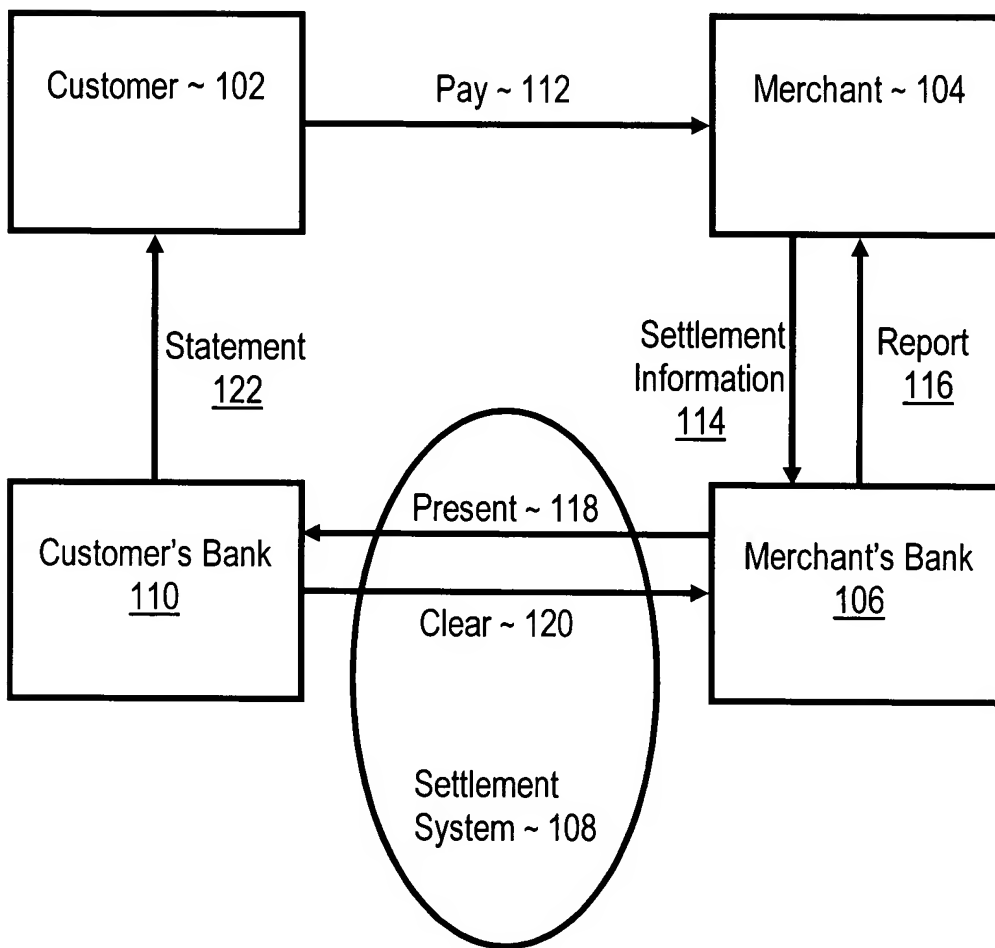 Customer ~ 102
Pay ~ 112
Merchant ~ 104
Statement
122
Settlement
Information
114
Report
116
Customer's Bank
110
Present ~ 118
Clear ~ 120
Merchant's Bank
106
Settlement
System ~ 108